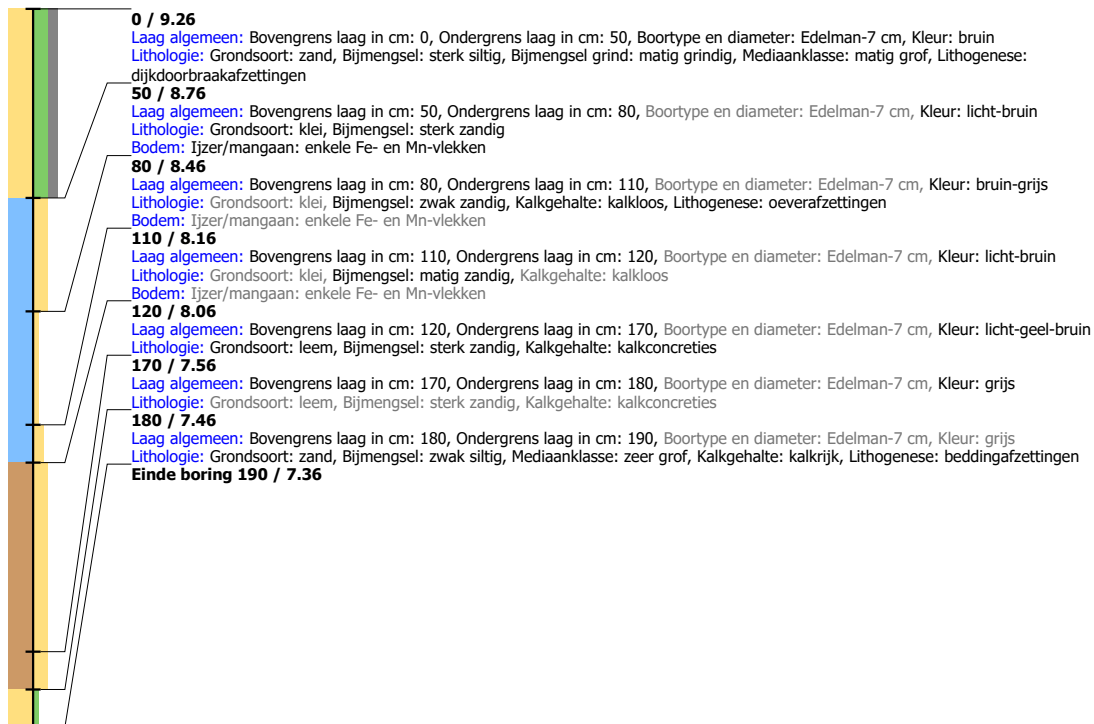 0 / 9.26
Laag algemeen: Bovengrens laag in cm: 0, Ondergrens laag in cm: 50, Boortype en diameter: Edelman-7 cm, Kleur: bruin
Lithologie: Grondsoort: zand, Bijmengsel: sterk siltig, Bijmengsel grind: matig grindig, Mediaanklasse: matig grof, Lithogenese:
dijkdoorbraakafzettingen
50 / 8.76
Laag algemeen: Bovengrens laag in cm: 50, Ondergrens laag in cm: 80, Boortype en diameter: Edelman-7 cm, Kleur: licht-bruin
Lithologie: Grondsoort: klei, Bijmengsel: sterk zandig
Bodem: Ijzer/mangaan: enkele Fe- en Mn-vlekken
80 / 8.46
Laag algemeen: Bovengrens laag in cm: 80, Ondergrens laag in cm: 110, Boortype en diameter: Edelman-7 cm, Kleur: bruin-grijs
Lithologie: Grondsoort: klei, Bijmengsel: zwak zandig, Kalkgehalte: kalkloos, Lithogenese: oeverafzettingen
Bodem: Ijzer/mangaan: enkele Fe- en Mn-vlekken
110 / 8.16
Laag algemeen: Bovengrens laag in cm: 110, Ondergrens laag in cm: 120, Boortype en diameter: Edelman-7 cm, Kleur: licht-bruin
Lithologie: Grondsoort: klei, Bijmengsel: matig zandig, Kalkgehalte: kalkloos
Bodem: Ijzer/mangaan: enkele Fe- en Mn-vlekken
120 / 8.06
Laag algemeen: Bovengrens laag in cm: 120, Ondergrens laag in cm: 170, Boortype en diameter: Edelman-7 cm, Kleur: licht-geel-bruin
Lithologie: Grondsoort: leem, Bijmengsel: sterk zandig, Kalkgehalte: kalkconcreties
170 / 7.56
Laag algemeen: Bovengrens laag in cm: 170, Ondergrens laag in cm: 180, Boortype en diameter: Edelman-7 cm, Kleur: grijs
Lithologie: Grondsoort: leem, Bijmengsel: sterk zandig, Kalkgehalte: kalkconcreties
180 / 7.46
Laag algemeen: Bovengrens laag in cm: 180, Ondergrens laag in cm: 190, Boortype en diameter: Edelman-7 cm, Kleur: grijs
Lithologie: Grondsoort: zand, Bijmengsel: zwak siltig, Mediaanklasse: zeer grof, Kalkgehalte: kalkrijk, Lithogenese: beddingafzettingen
Einde boring 190 / 7.36